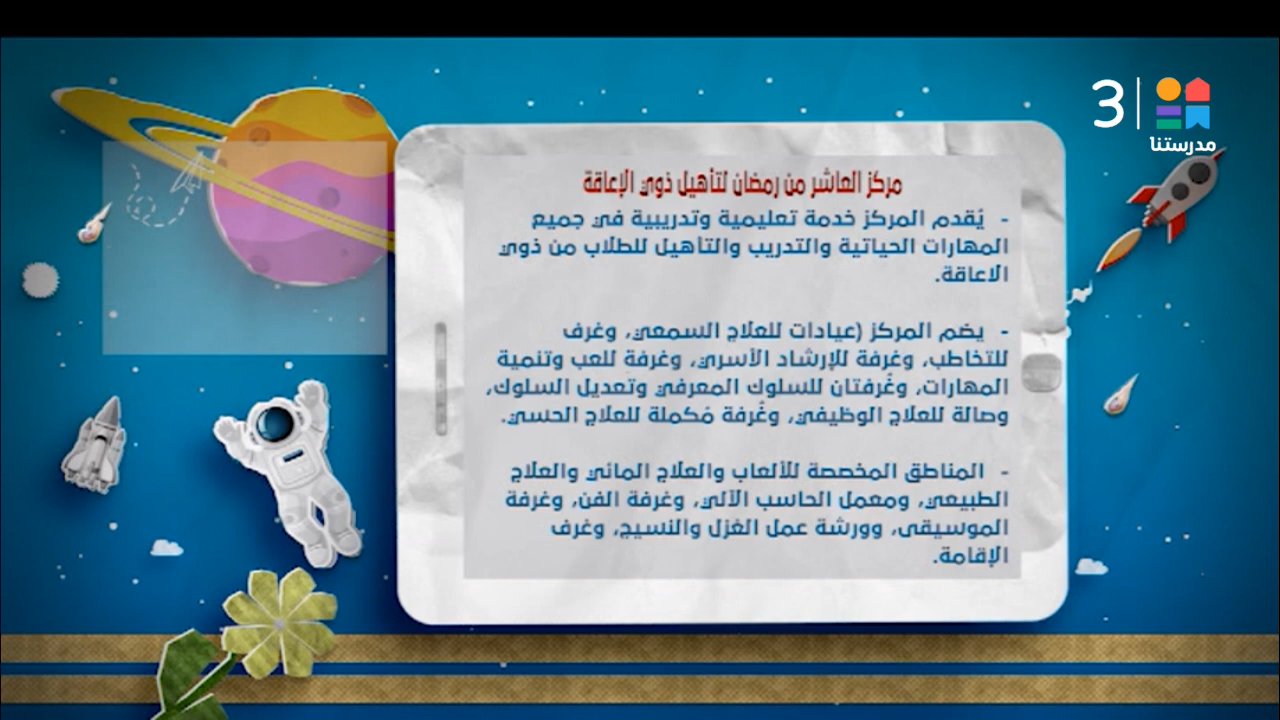 3
مدرستنا
مركز العاشر من رمضان لتأهيل ذوي الإعاقة
- يُقدم المركز خدمة تعليمية وتدريبية في جميع
المهارات الحياتية والتدريب والتأهيل للطلاب من ذوي
الاعاقة.
- يضم المركز (عيادات للعلاج السمعي، وغرف
للتخاطب، وغرفة للإرشاد الأسري، وغرفة للعب وتنمية
المهارات، وغُرفتان للسلوك المعرفي وتعديل السلوك،
وصالة للعلاج الوظيفي، وغُرفة مُكملة للعلاج الحسي.
- المناطق المخصصة للألعاب والعلاج المائي والعلاج
الطبيعي، ومعمل الحاسب الآلي، وغرفة الفن، وغرفة
الموسيقى، وورشة عمل الغزل والنسيج، وغرف
الإقامة.